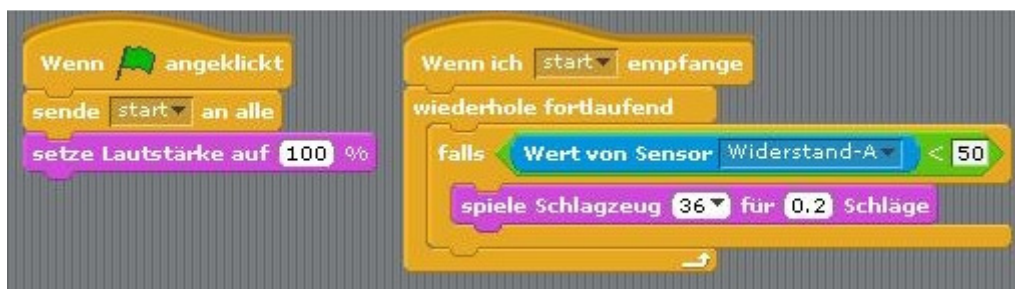 Wenn angeklickt
sende start an alle
setze Lautstärke auf 100 %
Wenn ich start empfange
wiederhole fortlaufend
falls Wert von Sensor Widerstand-A < 50
spiele Schlagzeug 36 für 0.2 Schläge